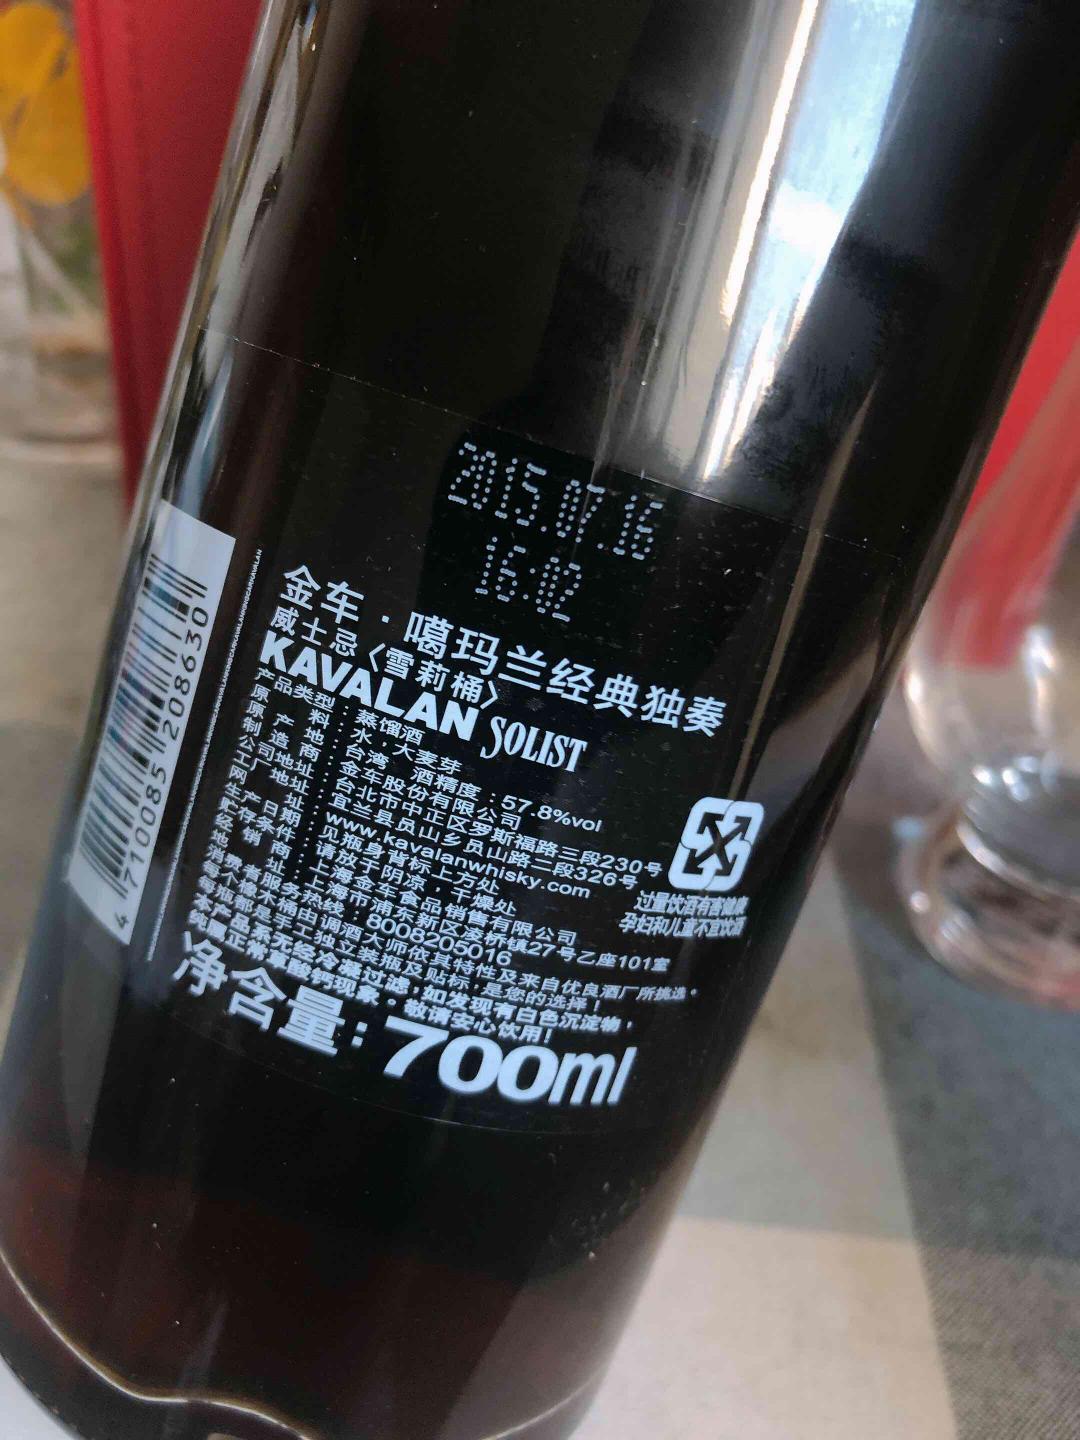 2015.07.16
16:02
金车·噶玛兰经典独奏
威士忌〈雪莉桶〉
KAVALAN SOLIST
产品类型：蒸馏酒
原 料：水,大麦芽
原 产 地：台湾 酒精度：57.8%vol
制 造 商：金车股份有限公司
公司地址：台北市中正区罗斯福路三段230号
工厂地址：宜兰县员山乡员山路二段326号
网 址：www.kavalanwhisky.com
生产日期：见瓶身背标上方处
贮存条件：请放于阴凉,干燥处
经 销 商：上海金车食品销售有限公司
地 址：上海市浦东新区凌桥镇27号乙座101室
消费者服务热线：8008205016
每个橡木桶由调酒大师依其特性及来自优良酒厂所挑选,
每瓶都是手工独立装瓶及贴标,是您的选择!
本产品系无经冷凝过滤,如发现有白色沉淀物,
纯属正常现象,敬请安心饮用!
净含量:700ml
过量饮酒有害健康
孕妇和儿童不宜饮酒
4 710085 208630